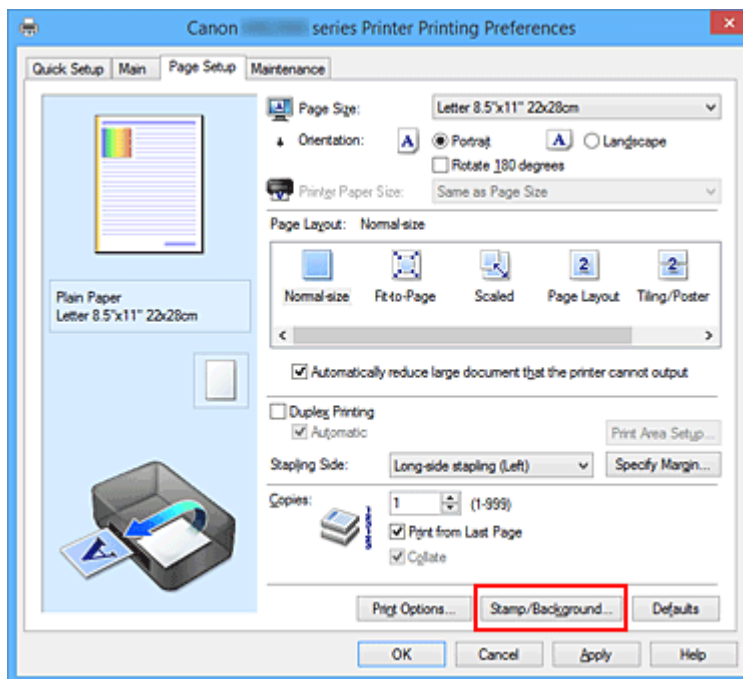 Canon series Printer Printing Preferences
Quick Setup Main Page Setup Maintenance
Page Size: Letter 8.5"x11" 22x28cm
Orientation: A Portrait A Landscape
Rotate 180 degrees
Printer Paper Size: Same as Page Size
Page Layout: Normal-size
2 2
Normal-size Fit-to-Page Scaled Page Layout Tiling/Poster
Plain Paper
Letter 8.5"x11" 22x28cm
Automatically reduce large document that the printer cannot output
Duplex Printing
Automatic Print Area Setup...
Stapling Side: Long-side stapling (Left) Specify Margin...
Copies: 1 (1-999)
Print from Last Page
Collate
A
Print Options... Stamp/Background... Defaults
OK Cancel Apply Help